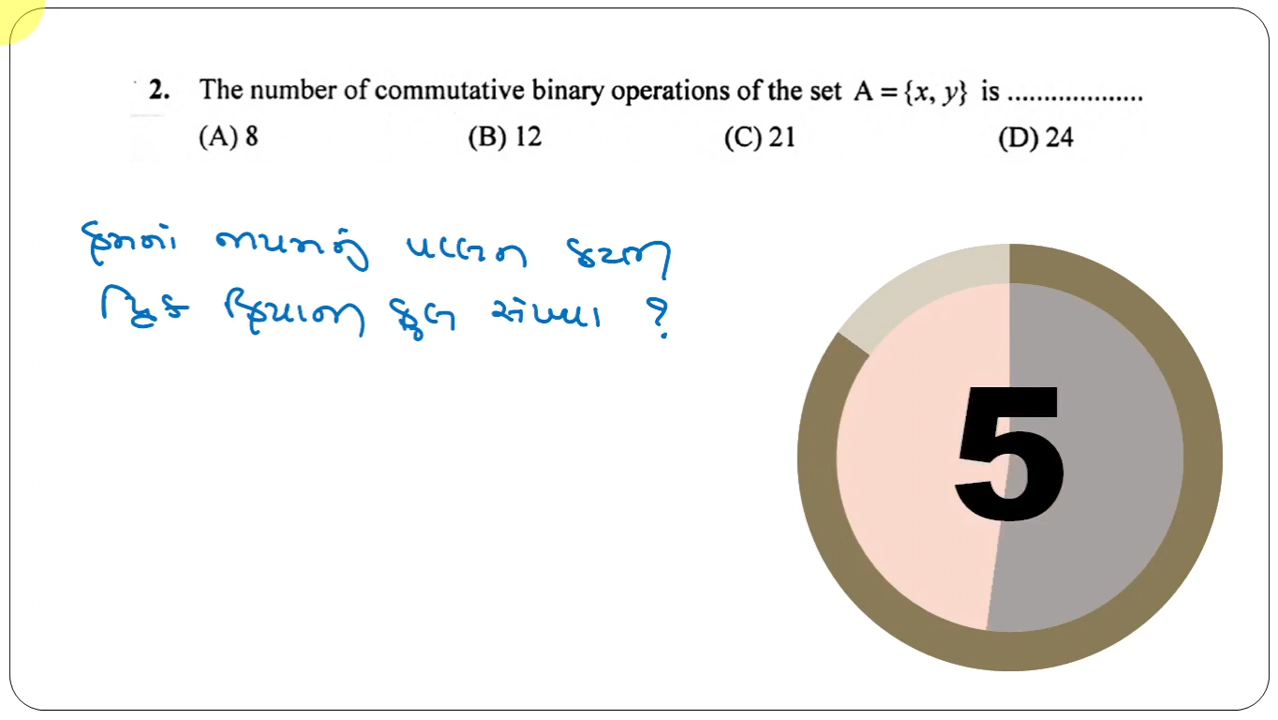 2. The number of commutative binary operations of the set A = {x, y} is ...................
(A) 8 (B) 12 (C) 21 (D) 24
ક્રમનાં નિયમનું પાલન કરતી
દ્વિક ક્રિયાની કુલ સંખ્યા ?
5